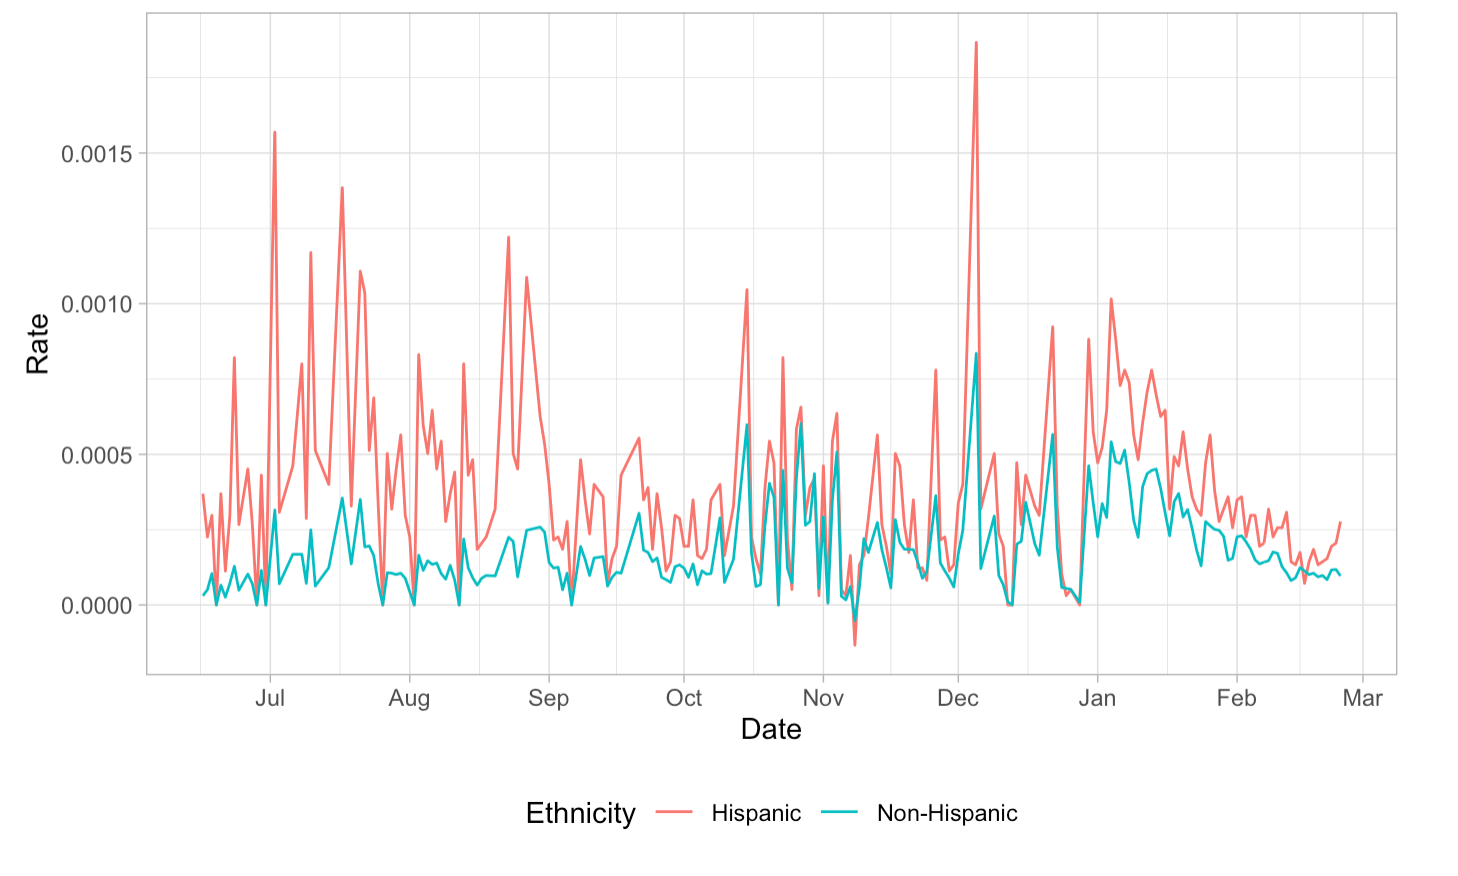 Rate
0.0015
0.0010
0.0005
0.0000
Jul Aug Sep Oct Nov Dec Jan Feb Mar
Date
Ethnicity Hispanic Non-Hispanic